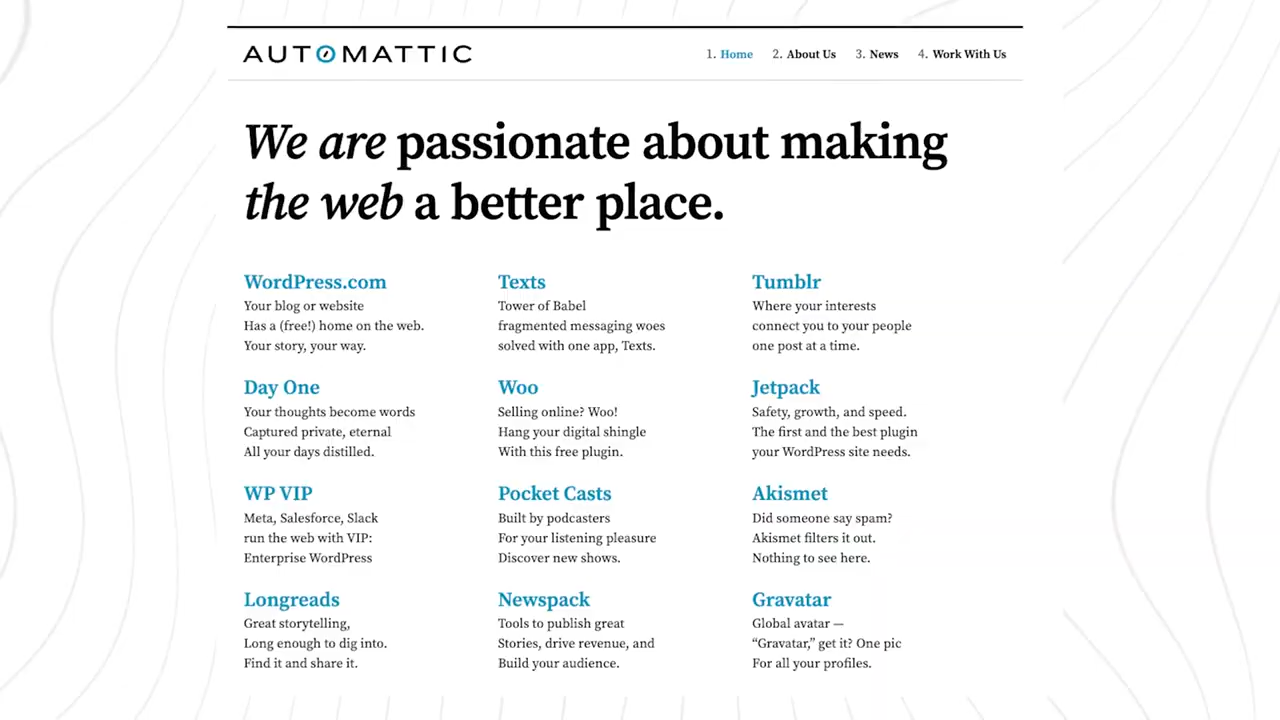 AUTOMATTIC
1. Home 2. About Us 3. News 4. Work With Us
We are passionate about making
the web a better place.
WordPress.com
Your blog or website
Has a (free!) home on the web.
Your story, your way.
Texts
Tower of Babel
fragmented messaging woes
solved with one app, Texts.
Tumblr
Where your interests
connect you to your people
one post at a time.
Day One
Your thoughts become words
Captured private, eternal
All your days distilled.
Woo
Selling online? Woo!
Hang your digital shingle
With this free plugin.
Jetpack
Safety, growth, and speed.
The first and the best plugin
your WordPress site needs.
WP VIP
Meta, Salesforce, Slack
run the web with VIP:
Enterprise WordPress
Pocket Casts
Built by podcasters
For your listening pleasure
Discover new shows.
Akismet
Did someone say spam?
Akismet filters it out.
Nothing to see here.
Longreads
Great storytelling,
Long enough to dig into.
Find it and share it.
Newspack
Tools to publish great
Stories, drive revenue, and
Build your audience.
Gravatar
Global avatar —
“Gravatar,” get it? One pic
For all your profiles.